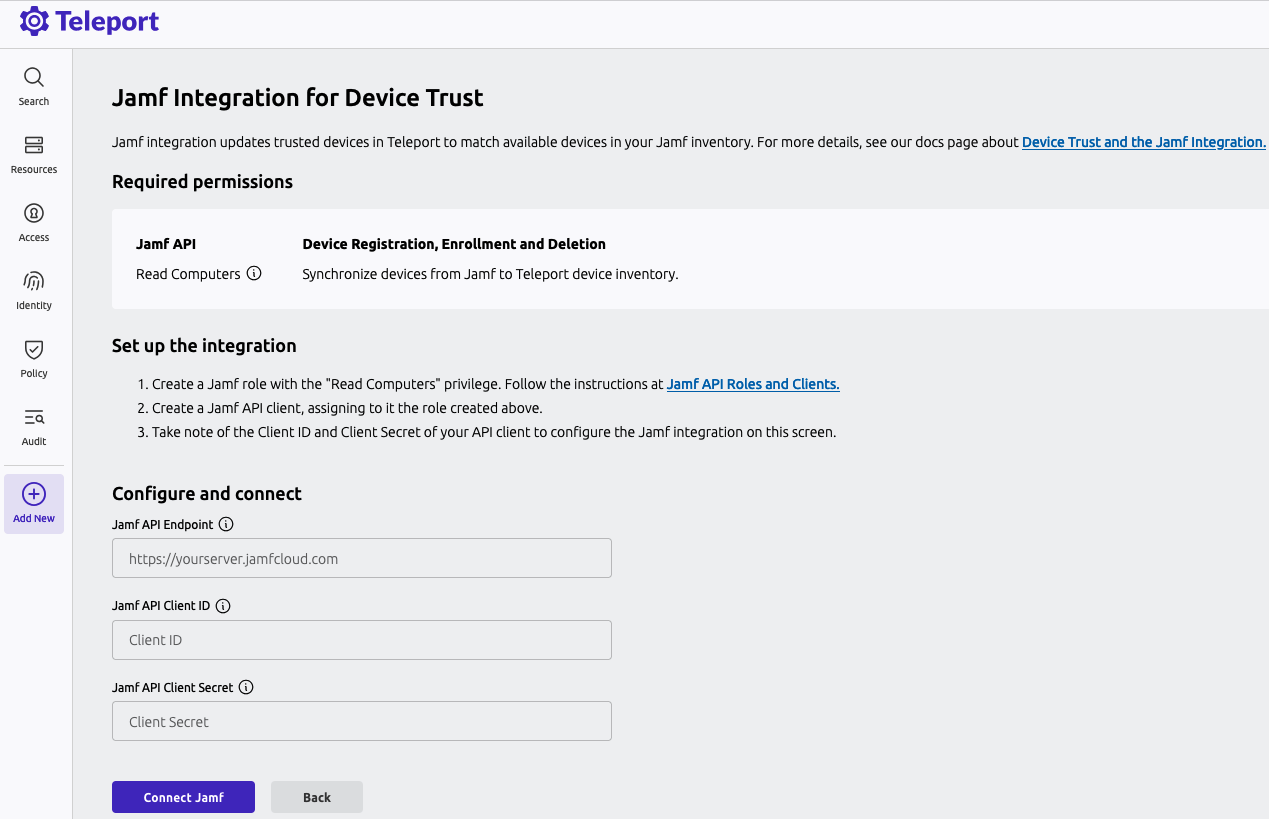 Teleport
Search
Resources
Access
Identity
Policy
Audit
Add New
Jamf Integration for Device Trust
Jamf integration updates trusted devices in Teleport to match available devices in your Jamf inventory. For more details, see our docs page about Device Trust and the Jamf Integration.
Required permissions
Jamf API
Device Registration, Enrollment and Deletion
Read Computers
Synchronize devices from Jamf to Teleport device inventory.
Set up the integration
1. Create a Jamf role with the "Read Computers" privilege. Follow the instructions at Jamf API Roles and Clients.
2. Create a Jamf API client, assigning to it the role created above.
3. Take note of the Client ID and Client Secret of your API client to configure the Jamf integration on this screen.
Configure and connect
Jamf API Endpoint
https://yourserver.jamfcloud.com
Jamf API Client ID
Client ID
Jamf API Client Secret
Client Secret
Connect Jamf
Back